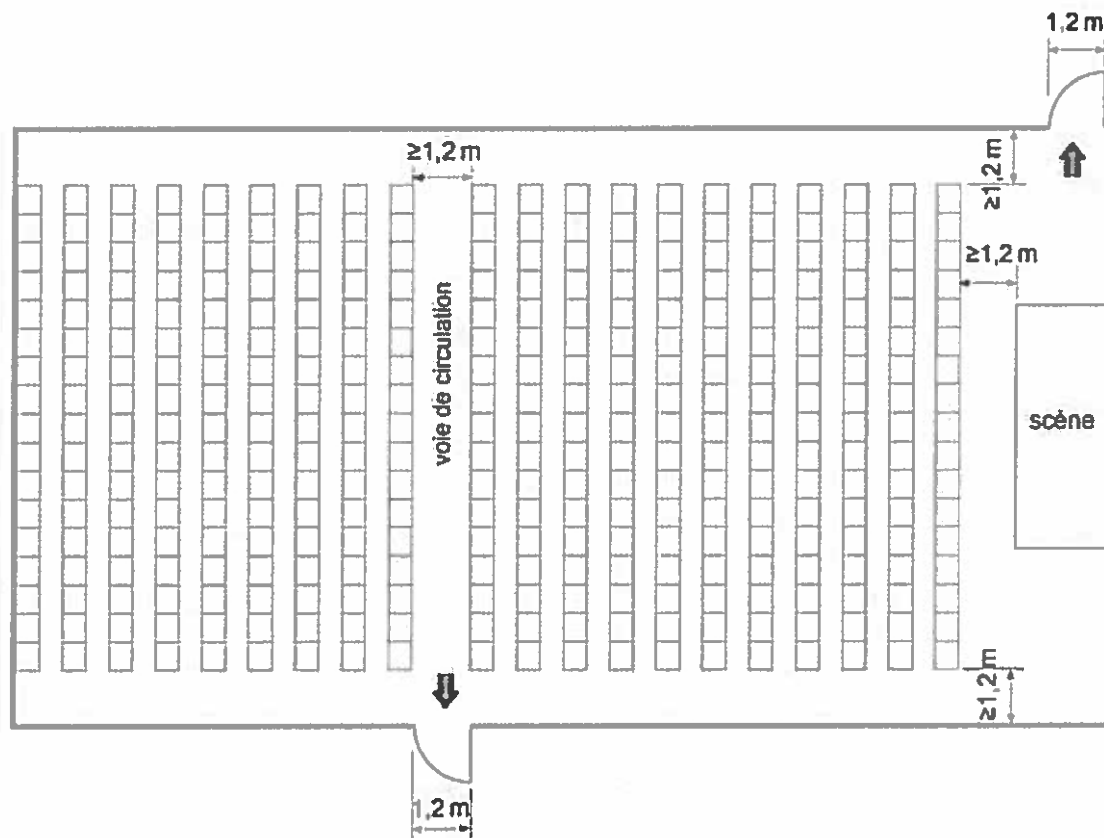 1,2 m
≥1,2 m
≥1,2 m
≥1,2 m
voie de circulation
scène
≥1,2 m
1,2 m